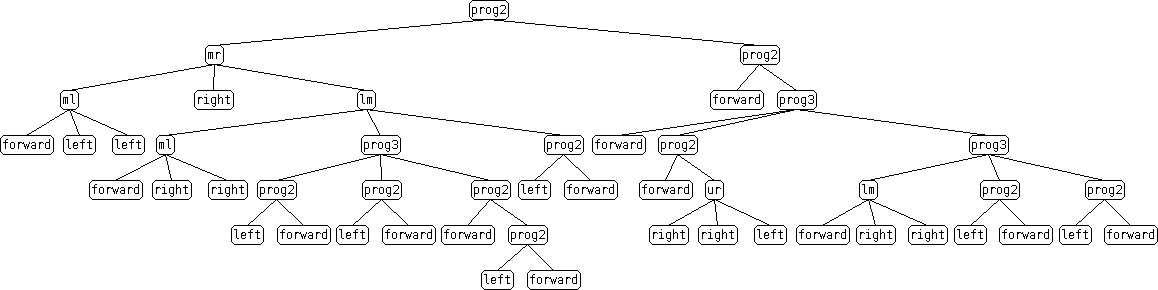 prog2
mr prog2
ml right lm forward prog3
forward left left ml prog3 prog2 forward prog2 prog3
forward right right prog2 prog2 prog2 left forward forward ur lm prog2 prog2
left forward left forward forward prog2 right right left forward right right left forward left forward
left forward